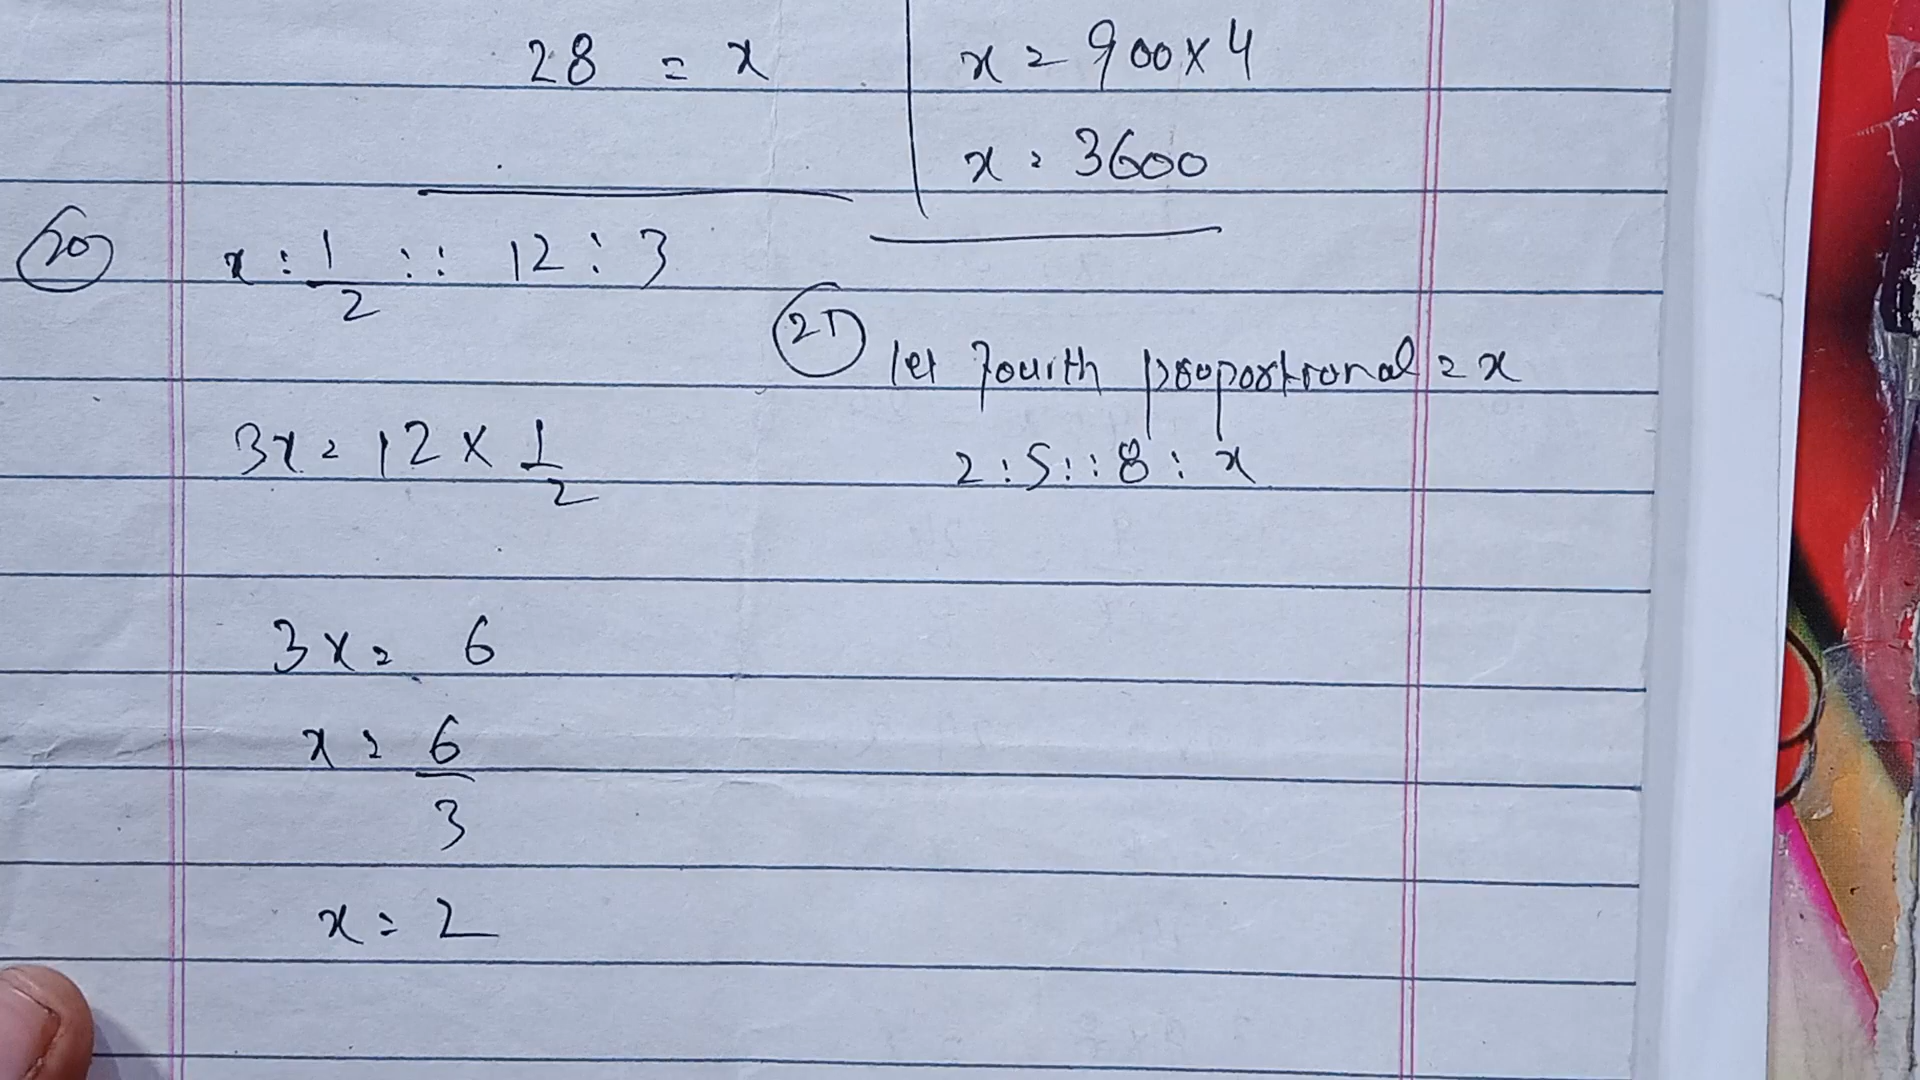 28 = x
x = 900 x 4
x = 3600
20
x : 1/2 :: 12 : 3
3x = 12 x 1/2
3x = 6
x = 6/3
x = 2
21
let fourth proportional = x
2 : 5 :: 8 : x